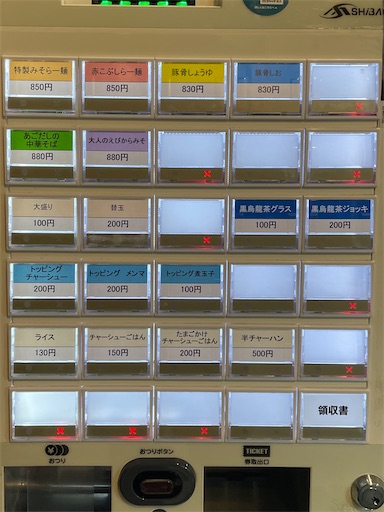 SHIBA
特製みそらー麺
850円
赤こぶしらー麺
850円
豚骨しょうゆ
830円
豚骨しお
830円
あごだしの
中華そば
880円
大人のえびからみそ
880円
大盛り
100円
替玉
200円
黒烏龍茶グラス
100円
黒烏龍茶ジョッキ
200円
トッピング
チャーシュー
200円
トッピング メンマ
200円
トッピング煮玉子
100円
ライス
130円
チャーシューごはん
150円
たまごかけ
チャーシューごはん
200円
半チャーハン
500円
領収書
¥
おつり
おつりボタン
TICKET
券取出口